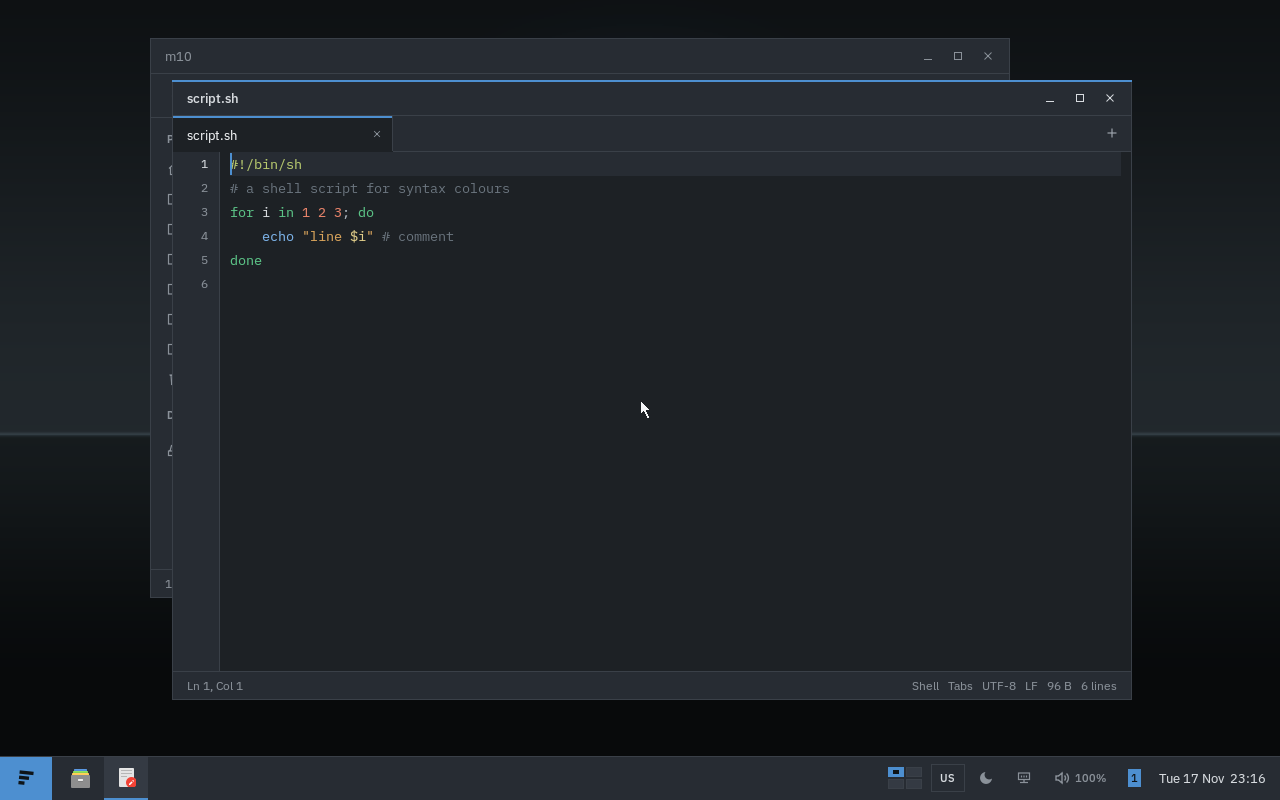 m10
script.sh
script.sh
1 #!/bin/sh
2 # a shell script for syntax colours
3 for i in 1 2 3; do
4     echo "line $i" # comment
5 done
6
Ln 1, Col 1
Shell Tabs UTF-8 LF 96 B 6 lines
US 100% 1 Tue 17 Nov 23:16